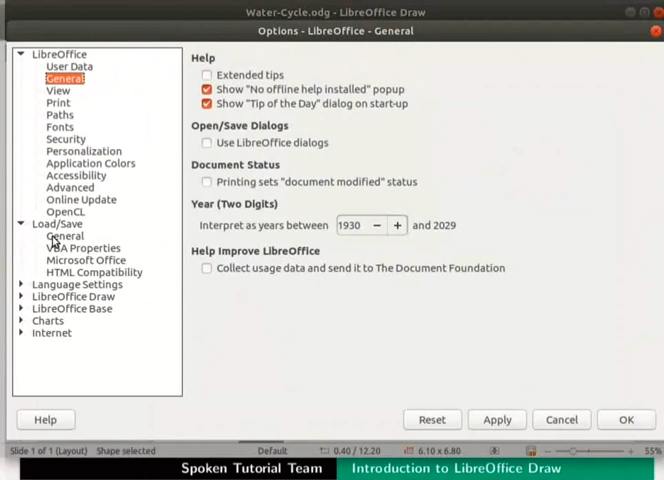 Water-Cycle.odg - LibreOffice Draw
Options - LibreOffice - General
LibreOffice
User Data
General
View
Print
Paths
Fonts
Security
Personalization
Application Colors
Accessibility
Advanced
Online Update
OpenCL
Load/Save
General
VBA Properties
Microsoft Office
HTML Compatibility
Language Settings
LibreOffice Draw
LibreOffice Base
Charts
Internet
Help
Extended tips
Show "No offline help installed" popup
Show "Tip of the Day" dialog on start-up
Open/Save Dialogs
Use LibreOffice dialogs
Document Status
Printing sets "document modified" status
Year (Two Digits)
Interpret as years between 1930 − + and 2029
Help Improve LibreOffice
Collect usage data and send it to The Document Foundation
Help Reset Apply Cancel OK
Slide 1 of 1 (Layout) Shape selected Default 0.40 / 12.20 6.10 x 6.80 55%
Spoken Tutorial Team Introduction to LibreOffice Draw